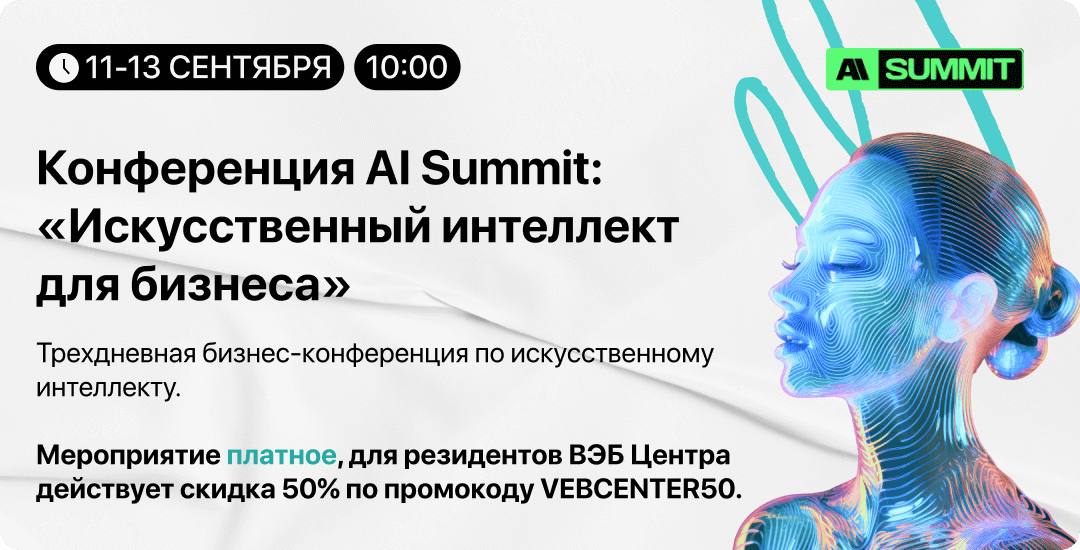 11-13 СЕНТЯБРЯ 10:00
AI SUMMIT
Конференция AI Summit:
«Искусственный интеллект
для бизнеса»
Трехдневная бизнес-конференция по искусственному
интеллекту.
Мероприятие платное, для резидентов ВЭБ Центра
действует скидка 50% по промокоду VEBCENTER50.